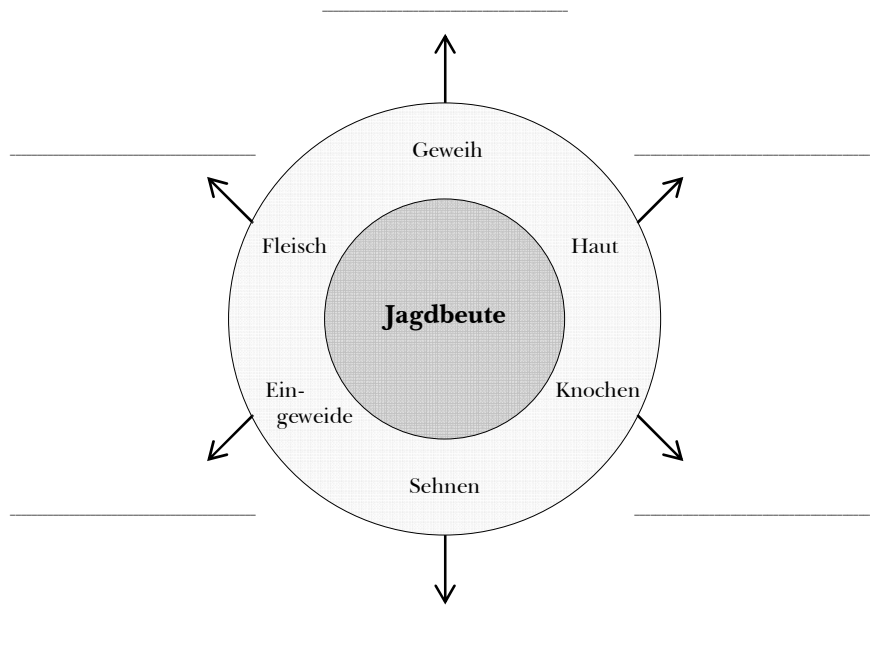 Geweih
Fleisch
Haut
Jagdbeute
Ein-
geweide
Knochen
Sehnen